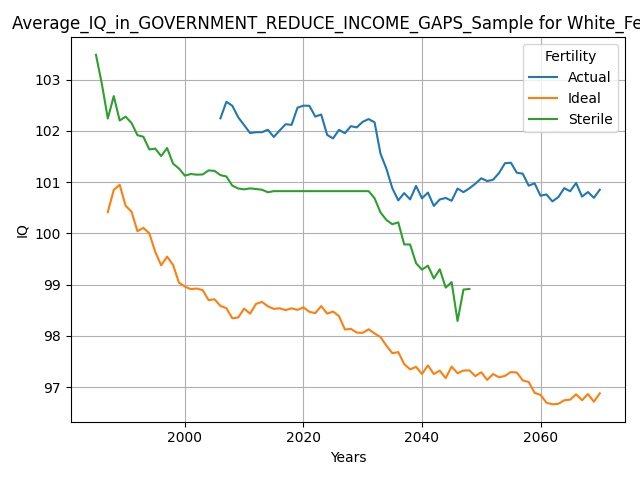 Average_IQ_in_GOVERNMENT_REDUCE_INCOME_GAPS_Sample for White_Fe
Fertility
Actual
Ideal
Sterile
103
102
101
100
99
98
97
IQ
2000 2020 2040 2060
Years